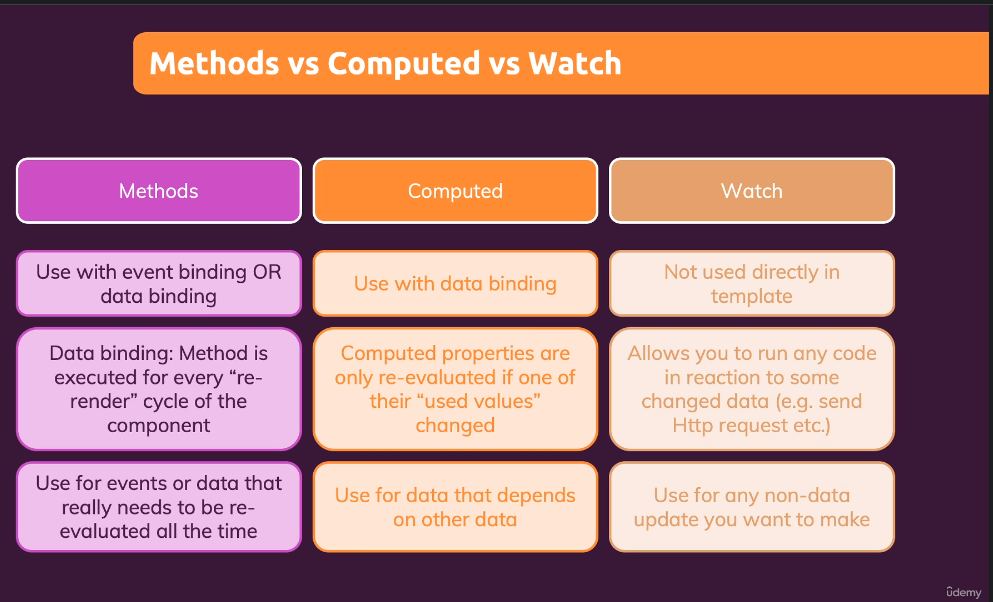 Methods vs Computed vs Watch
Methods
Computed
Watch
Use with event binding OR
data binding
Use with data binding
Not used directly in
template
Data binding: Method is
executed for every “re-
render” cycle of the
component
Computed properties are
only re-evaluated if one of
their “used values”
changed
Allows you to run any code
in reaction to some
changed data (e.g. send
Http request etc.)
Use for events or data that
really needs to be re-
evaluated all the time
Use for data that depends
on other data
Use for any non-data
update you want to make
udemy